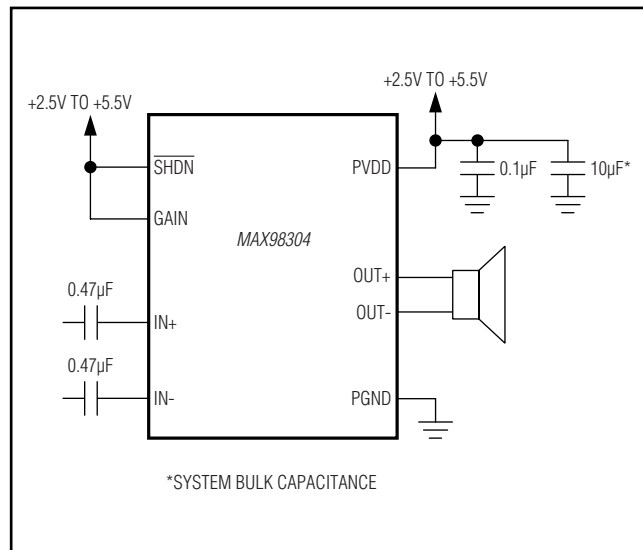 +2.5V TO +5.5V
+2.5V TO +5.5V
SHDN
PVDD
0.1µF
10µF*
GAIN
MAX98304
OUT+
0.47µF
OUT-
IN+
0.47µF
IN-
PGND
*SYSTEM BULK CAPACITANCE